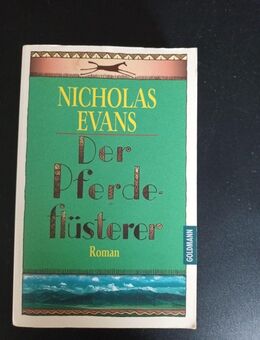 NICHOLAS
EVANS
Der
Pferde-
flüsterer
Roman
GOLDMANN